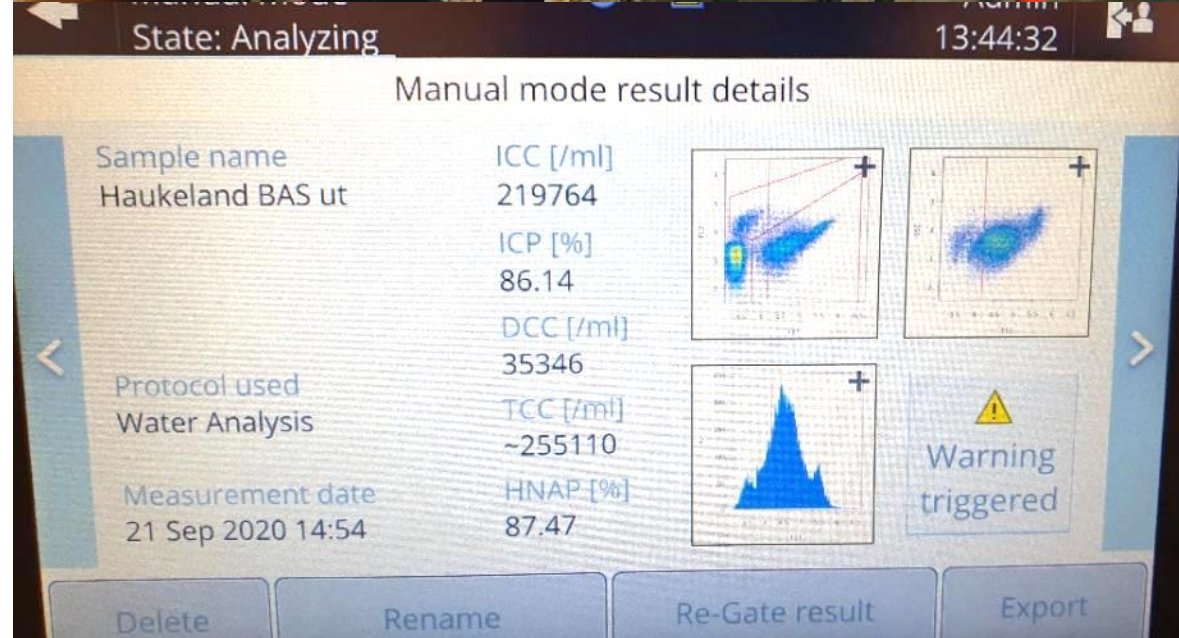 State: Analyzing
Admin
13:44:32
Manual mode result details
Sample name
Haukeland BAS ut
Protocol used
Water Analysis
Measurement date
21 Sep 2020 14:54
ICC [/ml]
219764
ICP [%]
86.14
DCC [/ml]
35346
TCC [/ml]
~255110
HNAP [%]
87.47
Warning
triggered
Delete
Rename
Re-Gate result
Export